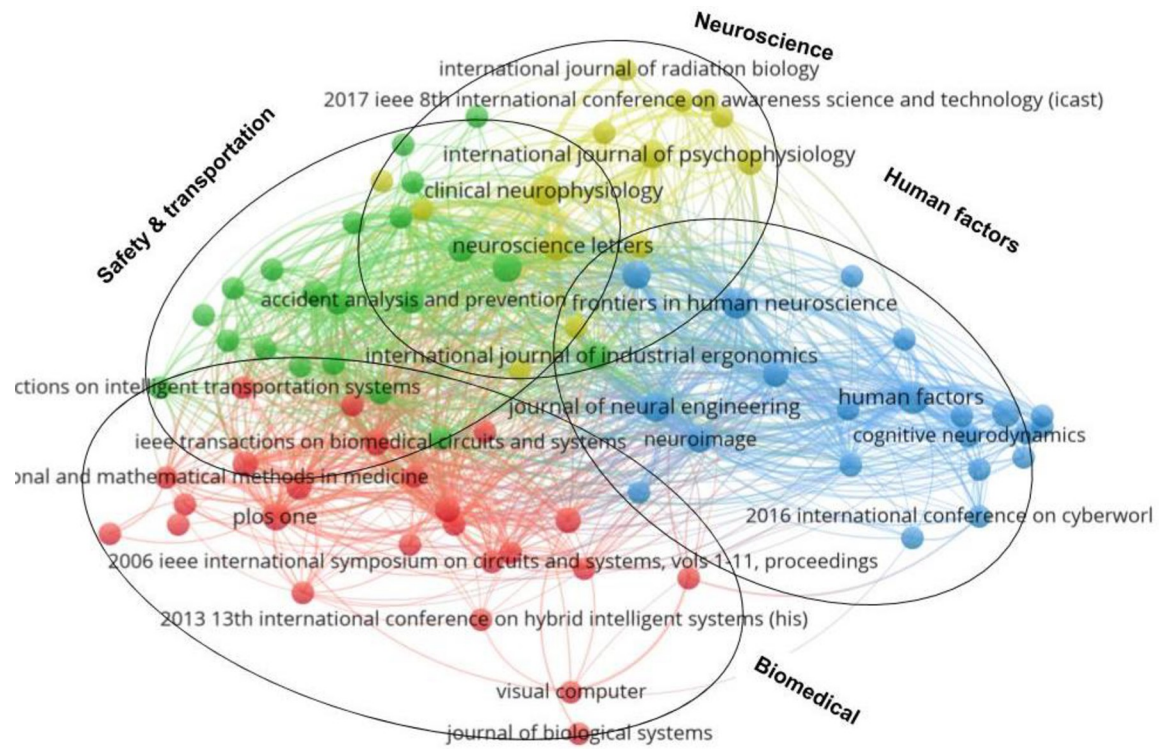 Neuroscience
international journal of radiation biology
2017 ieee 8th international conference on awareness science and technology (icast)
Safety & transportation
international journal of psychophysiology
Human factors
clinical neurophysiology
neuroscience letters
accident analysis and prevention
frontiers in human neuroscience
international journal of industrial ergonomics
ctions on intelligent transportation systems
human factors
journal of neural engineering
cognitive neurodynamics
ieee transactions on biomedical circuits and systems
neuroimage
onal and mathematical methods in medicine
plos one
2016 international conference on cyberworl
2006 ieee international symposium on circuits and systems, vols 1-11, proceedings
2013 13th international conference on hybrid intelligent systems (his)
visual computer
Biomedical
journal of biological systems